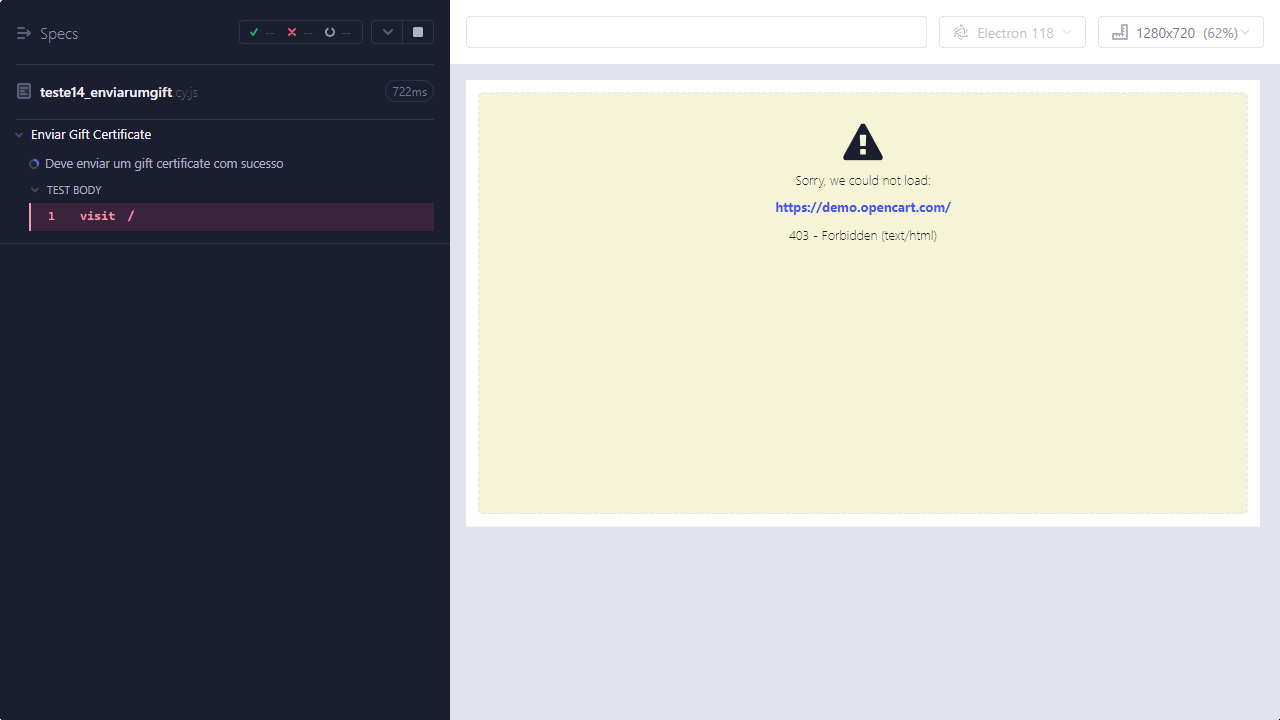 Specs
--
--
--
teste14_enviarumgift.cy.js
722ms
Enviar Gift Certificate
Deve enviar um gift certificate com sucesso
TEST BODY
1 visit /
Electron 118
1280x720 (62%)
Sorry, we could not load:
https://demo.opencart.com/
403 - Forbidden (text/html)